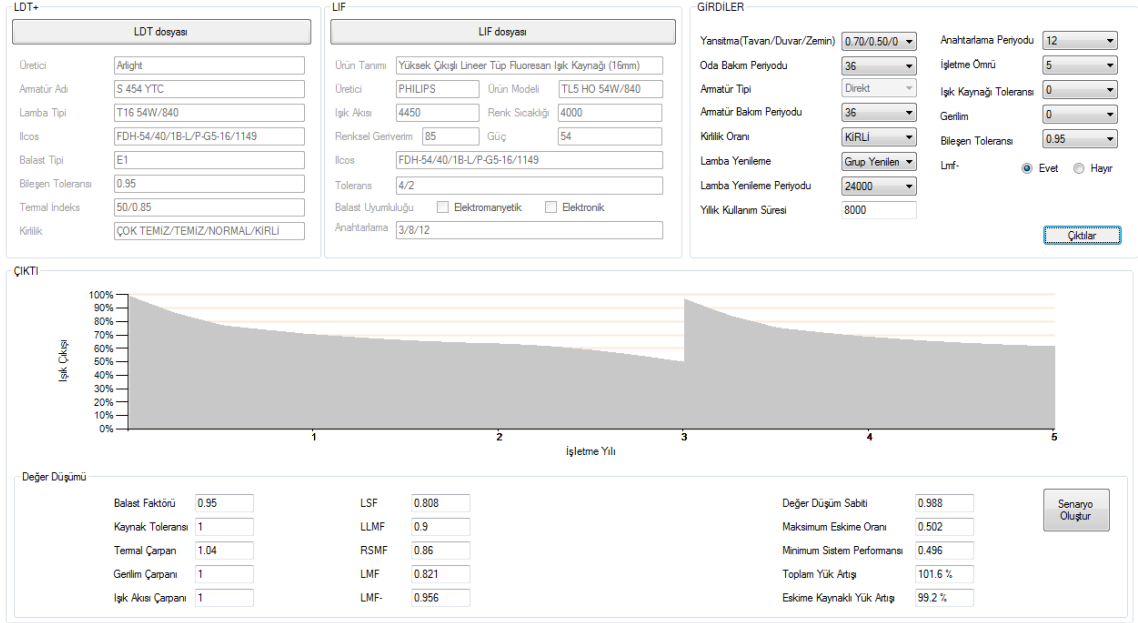 LDT+
LDT dosyası
Üretici Arlight
Armatür Adı S 454 YTC
Lamba Tipi T16 54W/840
Ilcos FDH-54/40/1B-L/P-G5-16/1149
Balast Tipi E1
Bileşen Toleransı 0.95
Termal İndeks 50/0.85
Kirlilik ÇOK TEMİZ/TEMİZ/NORMAL/KİRLİ
LIF
LIF dosyası
Ürün Tanımı Yüksek Çıkışlı Lineer Tüp Fluoresan Işık Kaynağı (16mm)
Üretici PHILIPS Ürün Modeli TL5 HO 54W/840
Işık Akısı 4450 Renk Sıcaklığı 4000
Renksel Geriverim 85 Güç 54
Ilcos FDH-54/40/1B-L/P-G5-16/1149
Tolerans 4/2
Balast Uyumluluğu Elektromanyetik Elektronik
Anahtarlama 3/8/12
GİRDİLER
Yansıtma(Tavan/Duvar/Zemin) 0.70/0.50/0
Oda Bakım Periyodu 36
Armatür Tipi Direkt
Armatür Bakım Periyodu 36
Kirlilik Oranı KİRLİ
Lamba Yenileme Grup Yenilen
Lamba Yenileme Periyodu 24000
Yıllık Kullanım Süresi 8000
Anahtarlama Periyodu 12
İşletme Ömrü 5
Işık Kaynağı Toleransı 0
Gerilim 0
Bileşen Toleransı 0.95
Lmf- Evet Hayır
Çıktılar
ÇIKTI
100%
90%
80%
70%
60%
50%
40%
30%
20%
10%
0%
Işık Çıkışı
1 2 3 4 5
İşletme Yılı
Değer Düşümü
Balast Faktörü 0.95
Kaynak Toleransı 1
Termal Çarpan 1.04
Gerilim Çarpanı 1
Işık Akısı Çarpanı 1
LSF 0.808
LLMF 0.9
RSMF 0.86
LMF 0.821
LMF- 0.956
Değer Düşüm Sabiti 0.988
Maksimum Eskime Oranı 0.502
Minimum Sistem Performansı 0.496
Toplam Yük Artışı 101.6 %
Eskime Kaynaklı Yük Artışı 99.2 %
Senaryo
Oluştur